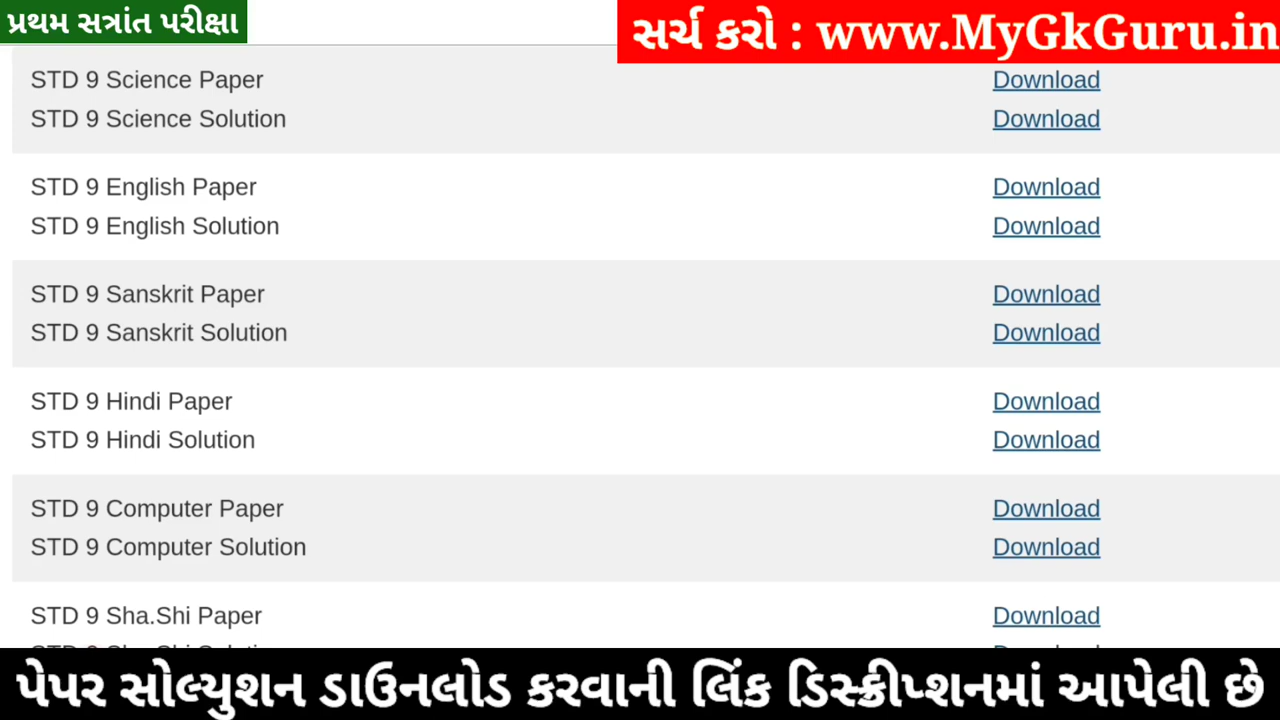 પ્રથમ સત્રાંત પરીક્ષા
સર્ચ કરો : www.MyGkGuru.in
STD 9 Science Paper Download
STD 9 Science Solution Download
STD 9 English Paper Download
STD 9 English Solution Download
STD 9 Sanskrit Paper Download
STD 9 Sanskrit Solution Download
STD 9 Hindi Paper Download
STD 9 Hindi Solution Download
STD 9 Computer Paper Download
STD 9 Computer Solution Download
STD 9 Sha.Shi Paper Download
પેપર સોલ્યુશન ડાઉનલોડ કરવાની લિંક ડિસ્ક્રીપ્શનમાં આપેલી છે